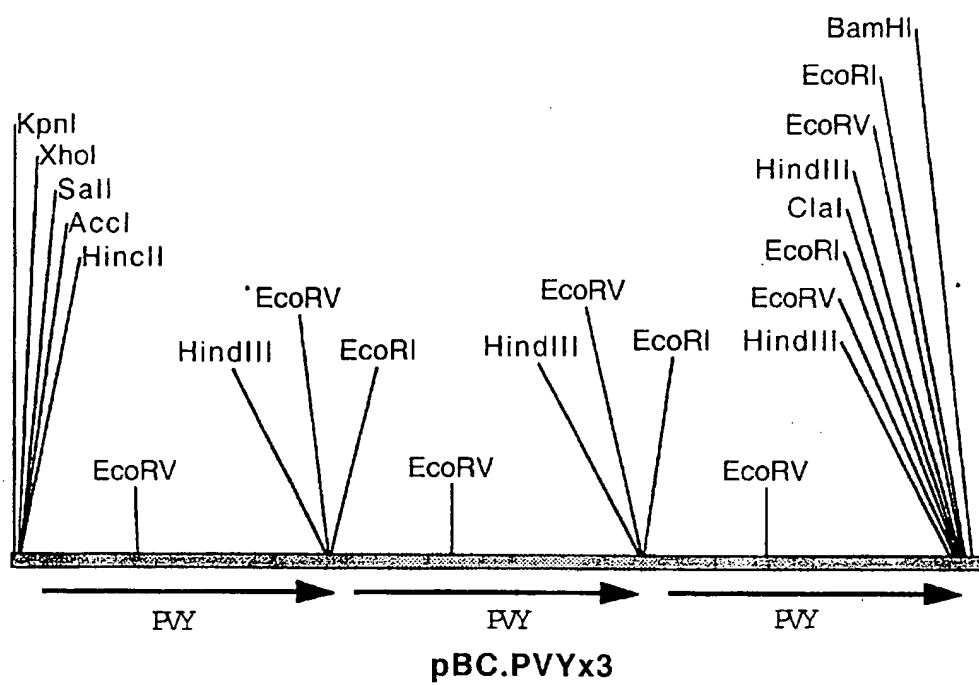 BamHI
EcoRI
KpnI
EcoRV
XhoI
HindIII
SalI
ClaI
AccI
EcoRI
HincII
EcoRV
EcoRV
EcoRV
HindIII
EcoRI
HindIII
EcoRI
HindIII
EcoRV
EcoRV
EcoRV
PVY
PVY
PVY
pBC.PVYx3